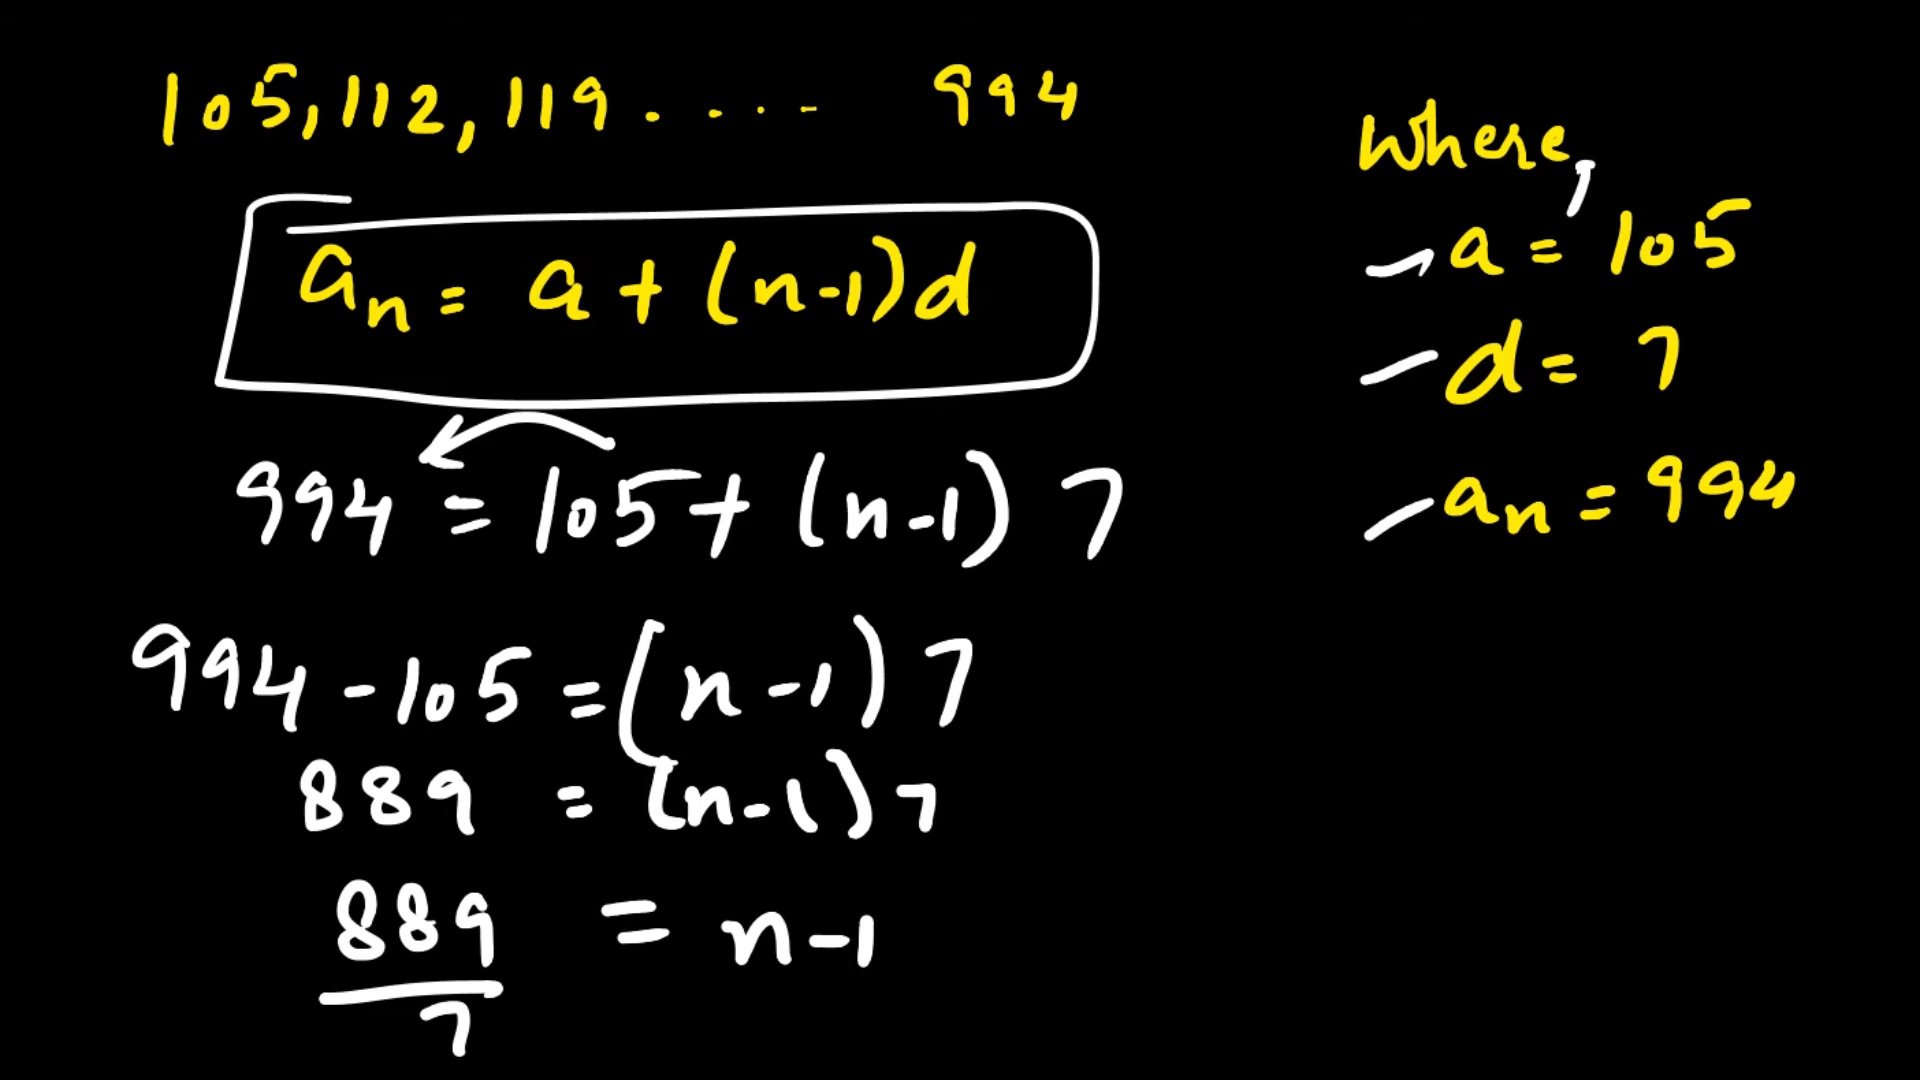 105, 112, 119 . . . . . 994
aₙ = a + (n-1)d
994 = 105 + (n-1) 7
994 - 105 = (n-1) 7
889 = (n-1) 7
889/7 = n-1
Where,
a = 105
d = 7
aₙ = 994